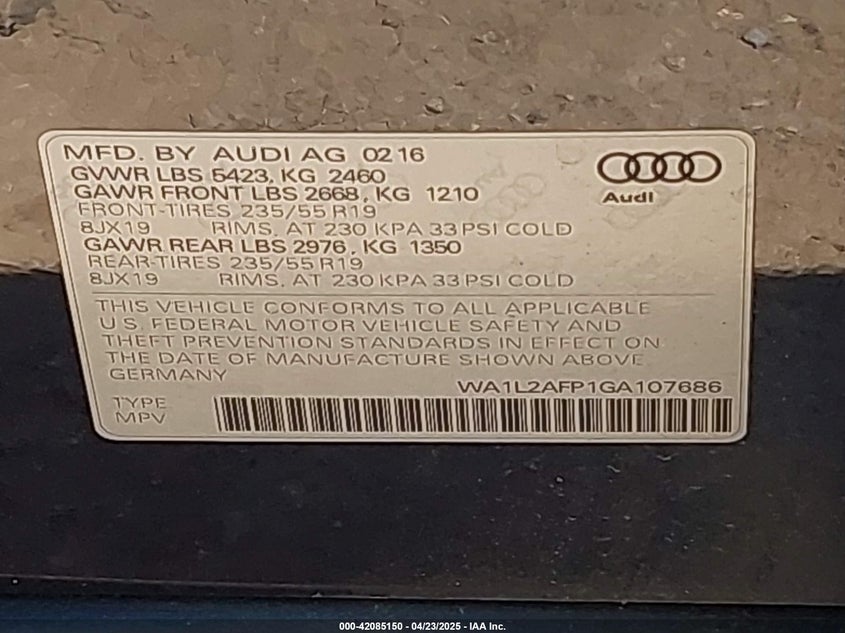 MFD. BY AUDI AG 02 16
GVWR LBS 5423, KG 2460
GAWR FRONT LBS 2668, KG 1210
FRONT-TIRES 235/55 R19
8JX19 RIMS, AT 230 KPA 33 PSI COLD
GAWR REAR LBS 2976, KG 1350
REAR-TIRES 235/55 R19
8JX19 RIMS, AT 230 KPA 33 PSI COLD
Audi
THIS VEHICLE CONFORMS TO ALL APPLICABLE
U.S. FEDERAL MOTOR VEHICLE SAFETY AND
THEFT PREVENTION STANDARDS IN EFFECT ON
THE DATE OF MANUFACTURE SHOWN ABOVE
GERMANY
WA1L2AFP1GA107686
TYPE
MPV
000-42085150 - 04/23/2025 - IAA Inc.